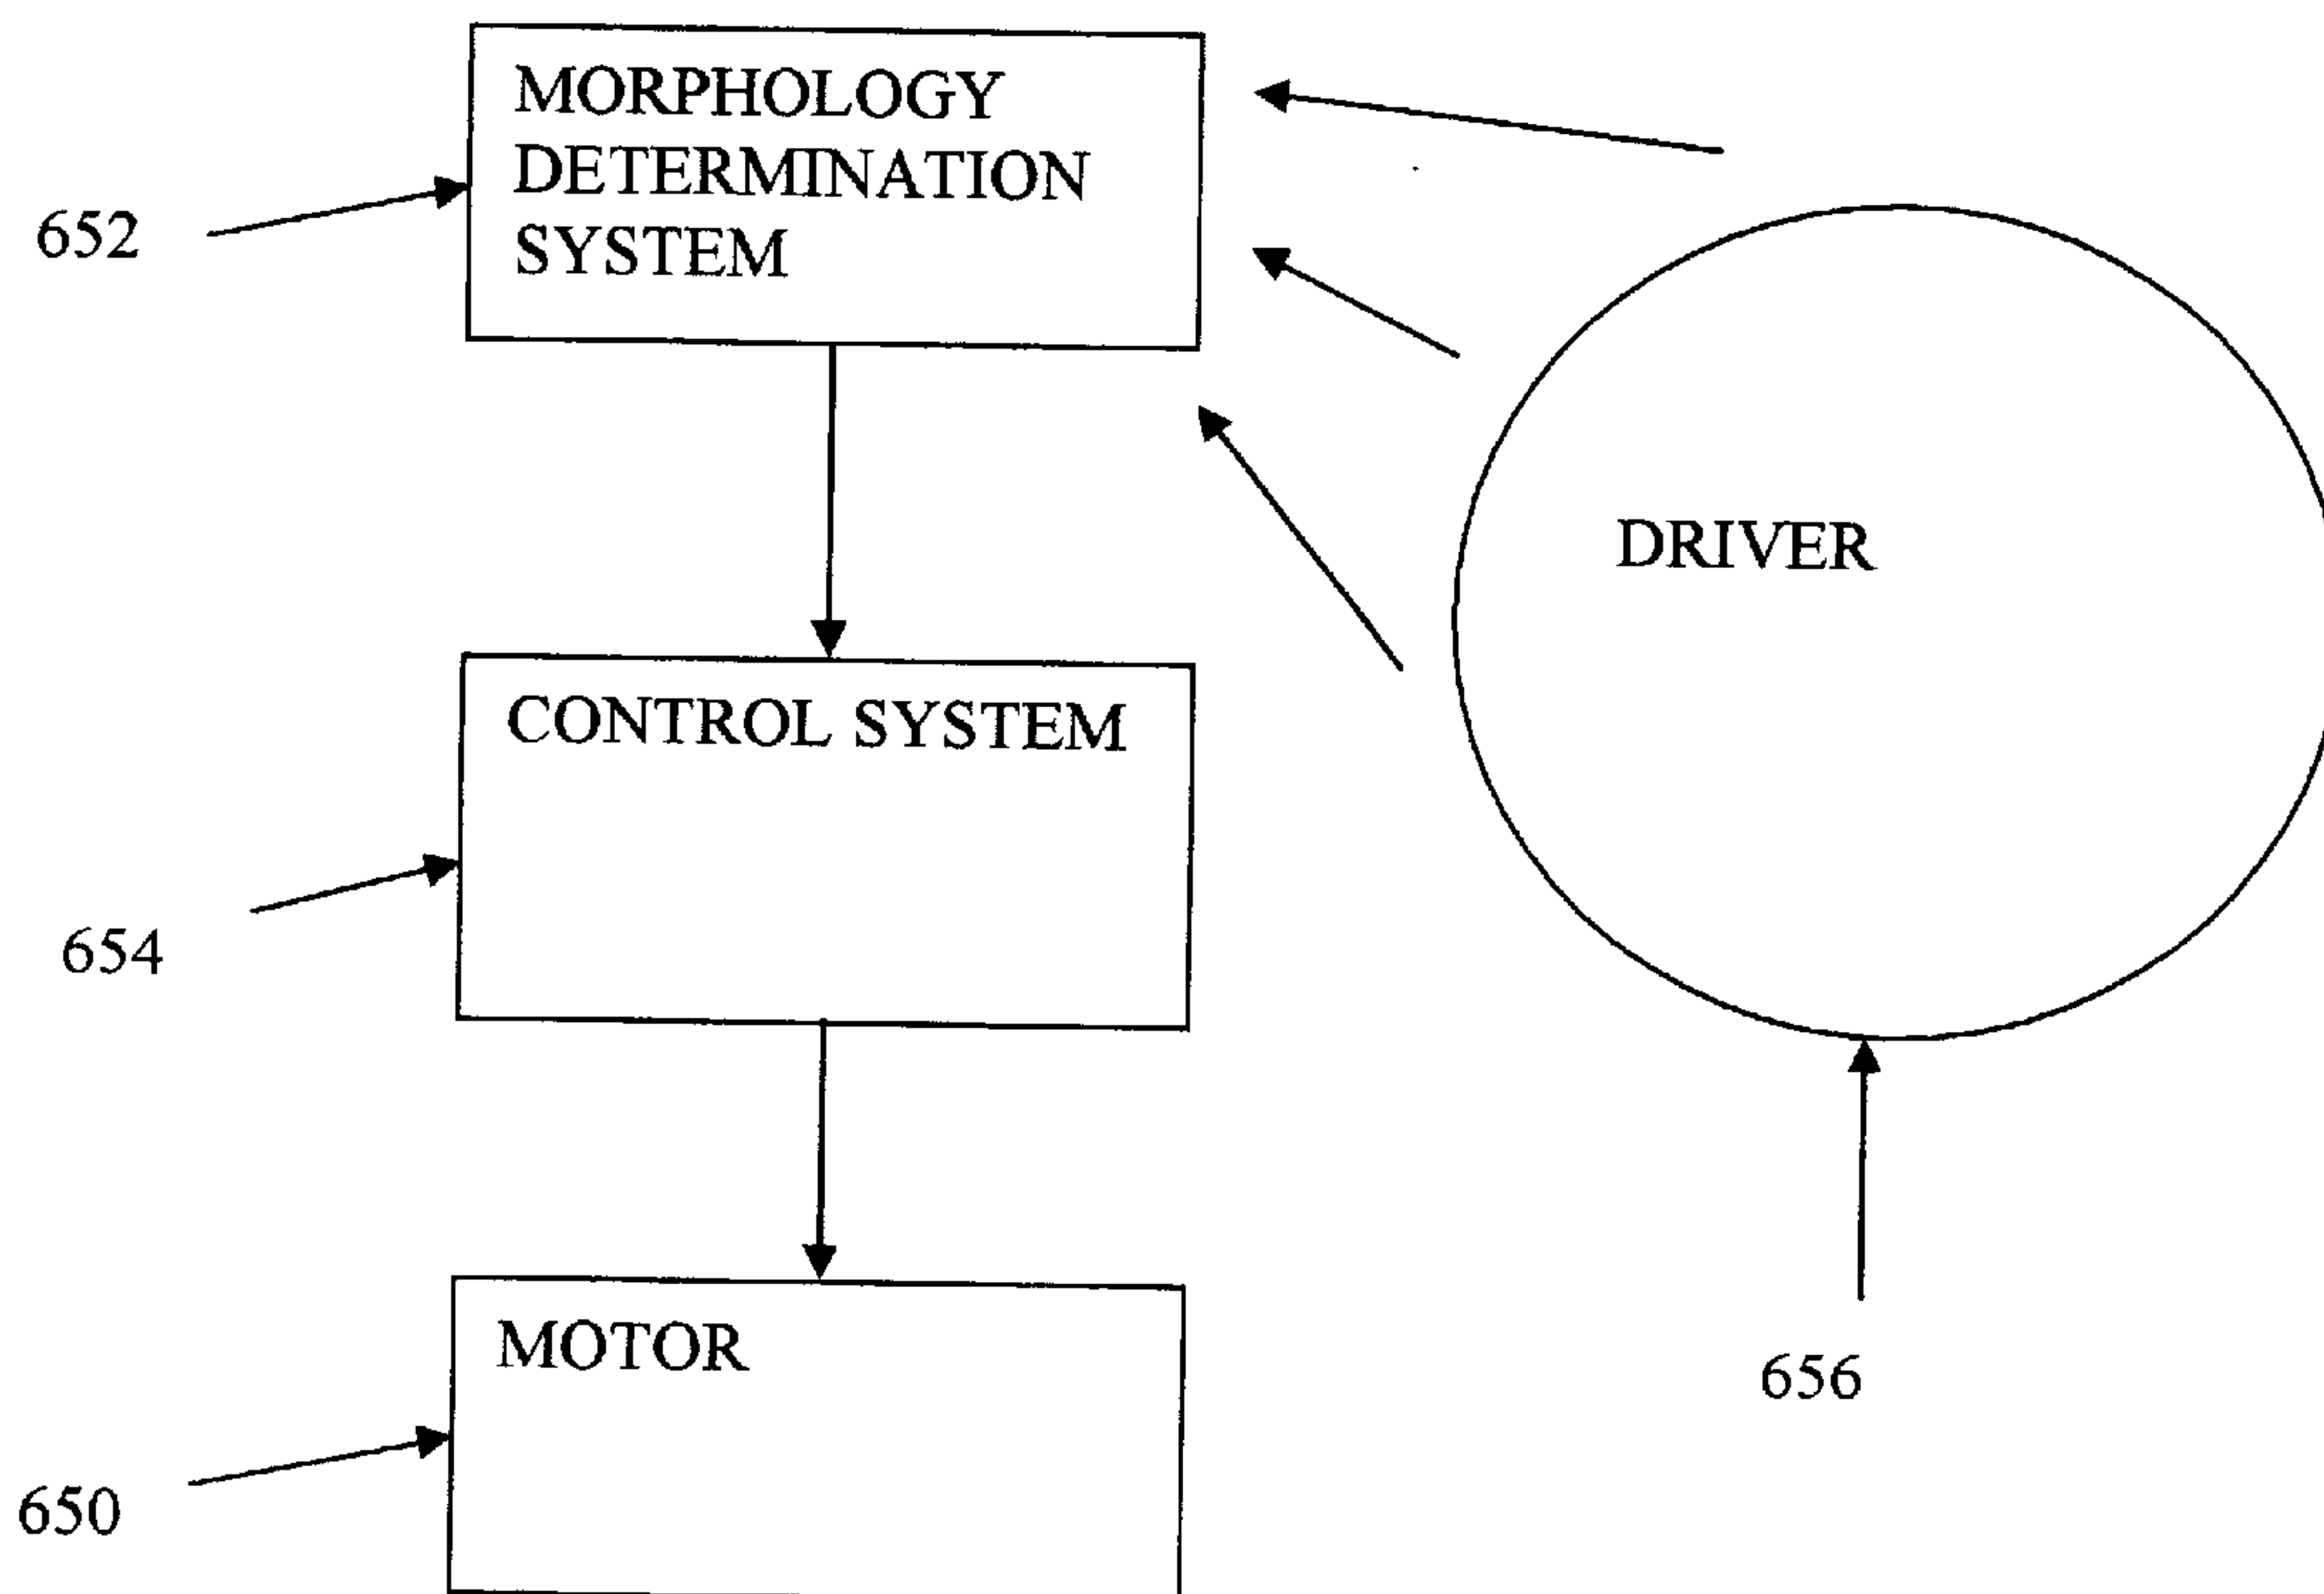 MORPHOLOGY
DETERMINATION
SYSTEM
652
DRIVER
CONTROL SYSTEM
654
MOTOR
656
650